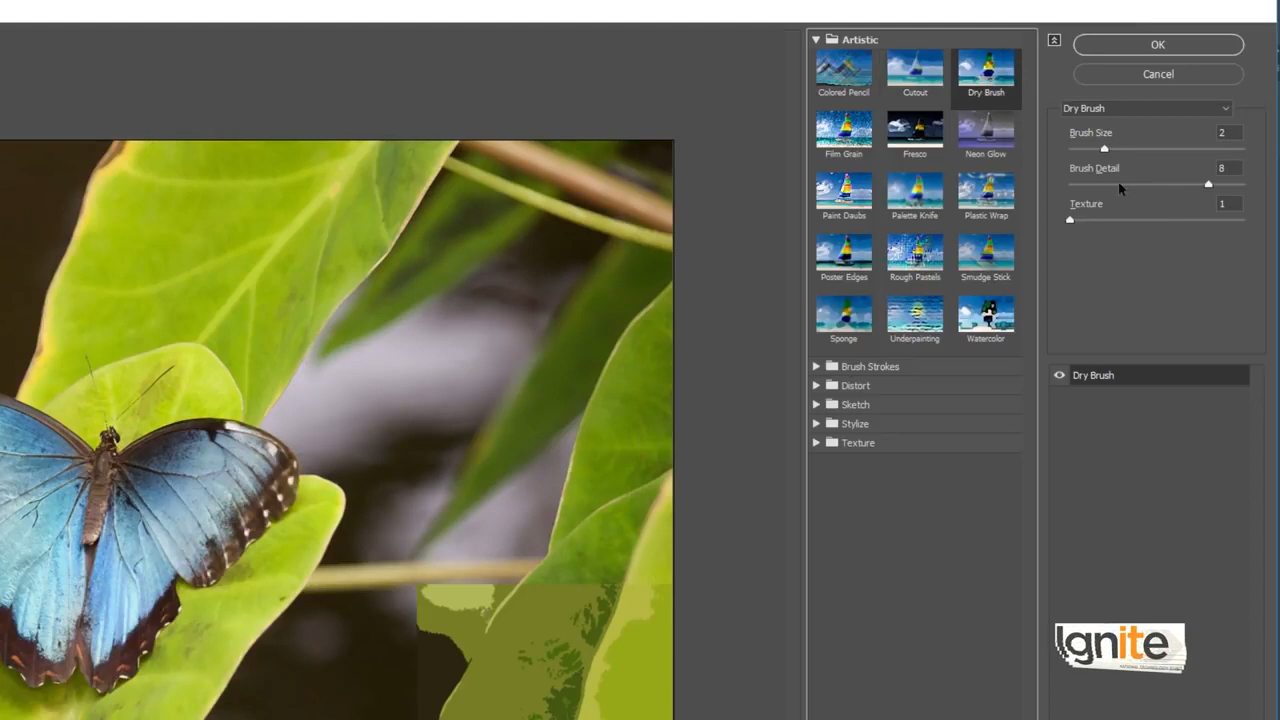 Artistic
OK
Colored Pencil
Cutout
Dry Brush
Cancel
Dry Brush
Film Grain
Fresco
Neon Glow
Brush Size
2
Brush Detail
8
Paint Daubs
Palette Knife
Plastic Wrap
Texture
1
Poster Edges
Rough Pastels
Smudge Stick
Sponge
Underpainting
Watercolor
Brush Strokes
Dry Brush
Distort
Sketch
Stylize
Texture
Ignite